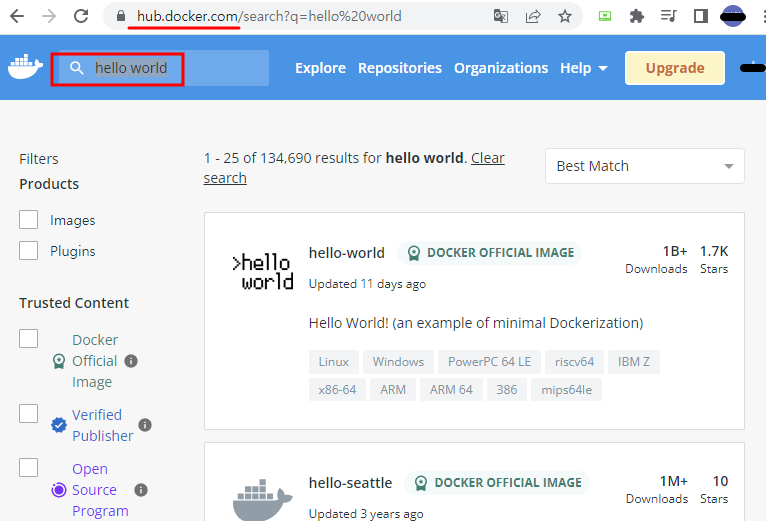 hub.docker.com/search?q=hello%20world
hello world
Explore Repositories Organizations Help Upgrade
Filters
Products
Images
Plugins
Trusted Content
Docker
Official
Image
Verified
Publisher
Open
Source
Program
1 - 25 of 134,690 results for hello world. Clear
search
Best Match
>hello
world
hello-world DOCKER OFFICIAL IMAGE
1B+ 1.7K
Downloads Stars
Updated 11 days ago
Hello World! (an example of minimal Dockerization)
Linux Windows PowerPC 64 LE riscv64 IBM Z
x86-64 ARM ARM 64 386 mips64le
hello-seattle DOCKER OFFICIAL IMAGE
1M+ 10
Downloads Stars
Updated 3 years ago